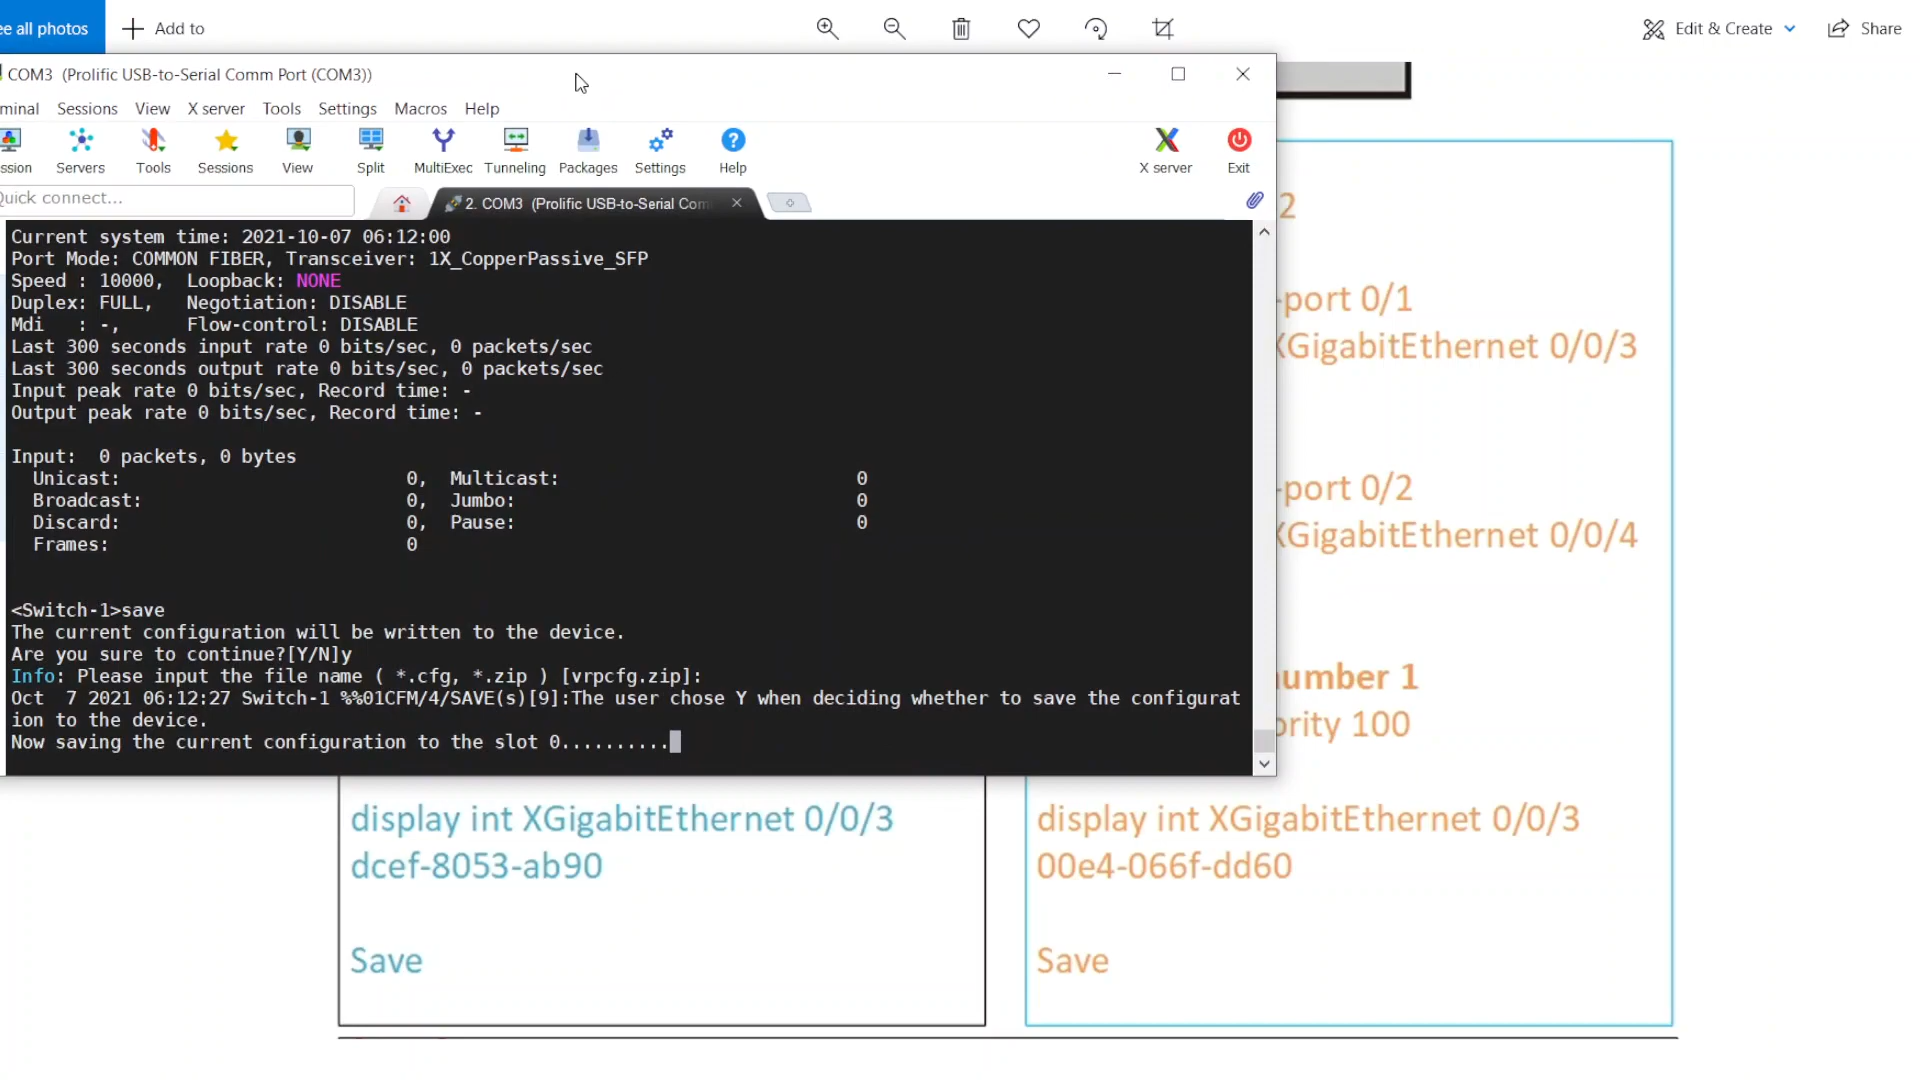 ee all photos
Add to
Edit & Create
Share
COM3 (Prolific USB-to-Serial Comm Port (COM3))
minal Sessions View X server Tools Settings Macros Help
ssion Servers Tools Sessions View Split MultiExec Tunneling Packages Settings Help X server Exit
Quick connect...
2. COM3 (Prolific USB-to-Serial Com
Current system time: 2021-10-07 06:12:00
Port Mode: COMMON FIBER, Transceiver: 1X_CopperPassive_SFP
Speed : 10000, Loopback: NONE
Duplex: FULL, Negotiation: DISABLE
Mdi : -, Flow-control: DISABLE
Last 300 seconds input rate 0 bits/sec, 0 packets/sec
Last 300 seconds output rate 0 bits/sec, 0 packets/sec
Input peak rate 0 bits/sec, Record time: -
Output peak rate 0 bits/sec, Record time: -
Input: 0 packets, 0 bytes
Unicast: 0, Multicast: 0
Broadcast: 0, Jumbo: 0
Discard: 0, Pause: 0
Frames: 0
<Switch-1>save
The current configuration will be written to the device.
Are you sure to continue?[Y/N]y
Info: Please input the file name ( *.cfg, *.zip ) [vrpcfg.zip]:
Oct 7 2021 06:12:27 Switch-1 %%01CFM/4/SAVE(s)[9]:The user chose Y when deciding whether to save the configurat
ion to the device.
Now saving the current configuration to the slot 0..........
2
-port 0/1
XGigabitEthernet 0/0/3
-port 0/2
XGigabitEthernet 0/0/4
umber 1
ority 100
display int XGigabitEthernet 0/0/3
dcef-8053-ab90
Save
display int XGigabitEthernet 0/0/3
00e4-066f-dd60
Save